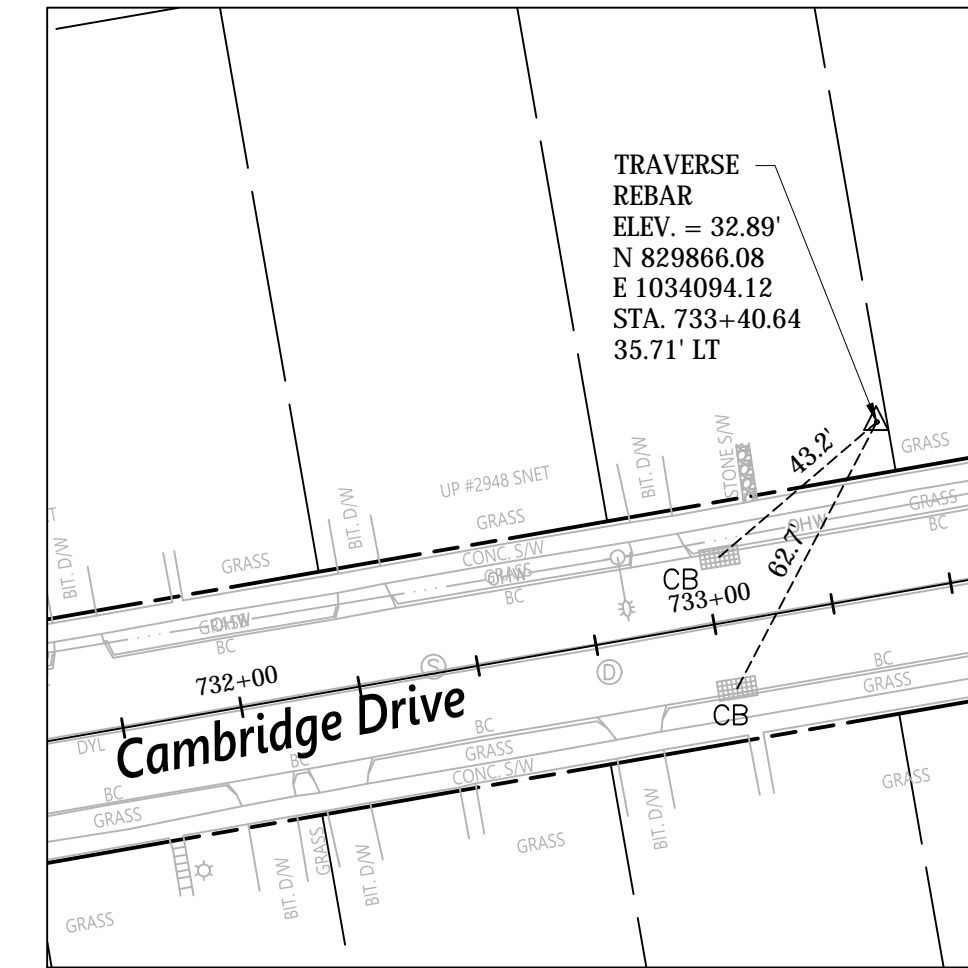 TRAVERSE
REBAR
ELEV. = 32.89'
N 829866.08
E 1034094.12
STA. 733+40.64
35.71' LT
43.2'
GRASS
STONE S/W
BIT. D/W
UP #2948 SNET
GRASS
BIT. D/W
GRASS
BIT. D/W
CONC. S/W
GRASS
OHW
BC
OHW
GRASS
BC
62.7'
CB
733+00
OHW
GRASS
BC
732+00
S
D
DYL
Cambridge Drive
BC
GRASS
CB
BC
GRASS
CONC. S/W
BC
BC
GRASS
GRASS
BIT. D/W
GRASS
BIT. D/W
GRASS
BIT. D/W
GRASS